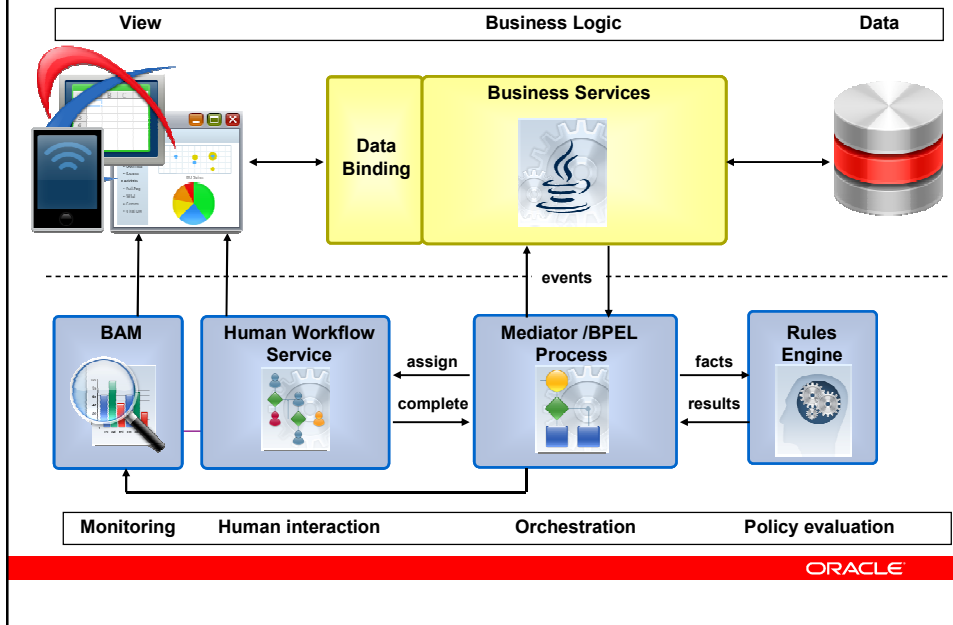 View
Business Logic
Data
Business Services
Data
Binding
events
BAM
Human Workflow
Service
Mediator /BPEL
Process
Rules
Engine
assign
complete
facts
results
Monitoring
Human interaction
Orchestration
Policy evaluation
ORACLE